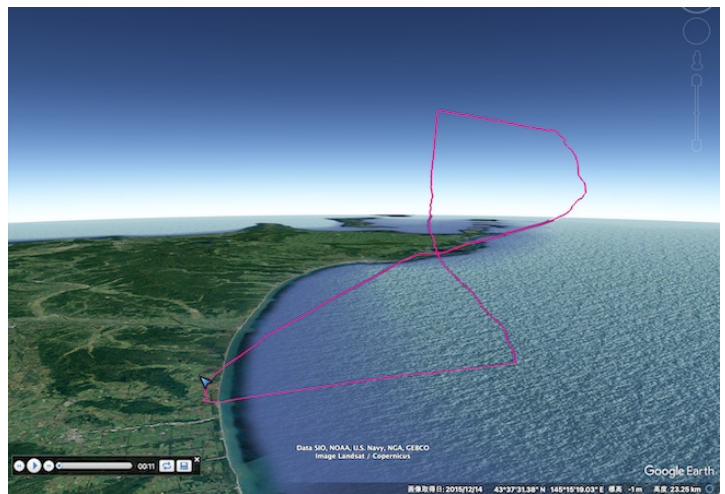 00:11
Data SIO, NOAA, U.S. Navy, NGA, GEBCO
Image Landsat / Copernicus
Google Earth
画像取得日: 2015/12/14 43°37'31.38" N 145°15'19.03" E 標高 -1 m 高度 23.25 km